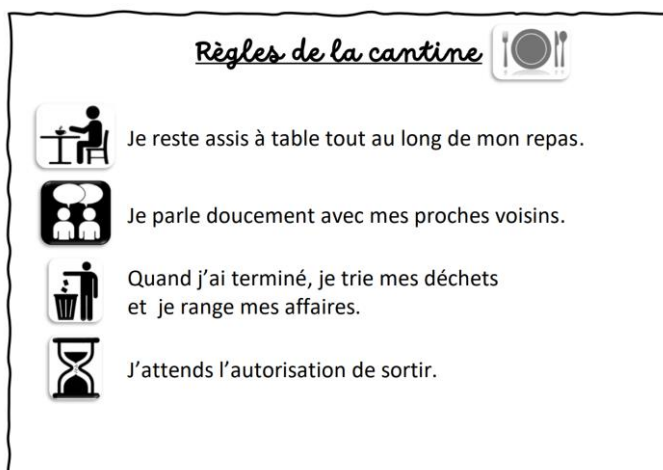 Règles de la cantine
Je reste assis à table tout au long de mon repas.
Je parle doucement avec mes proches voisins.
Quand j’ai terminé, je trie mes déchets
et je range mes affaires.
J’attends l’autorisation de sortir.